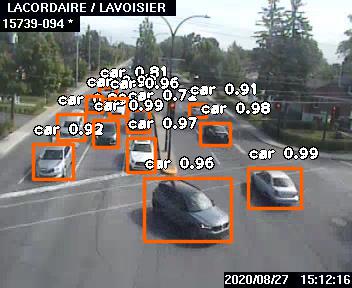 LACORDAIRE / LAVOISIER
15739-094 *
car 0.81
car 0.96
car 0.91
car 0.99
car 0.98
car 0.92
car 0.97
car 0.96
car 0.99
2020/08/27 15:12:16